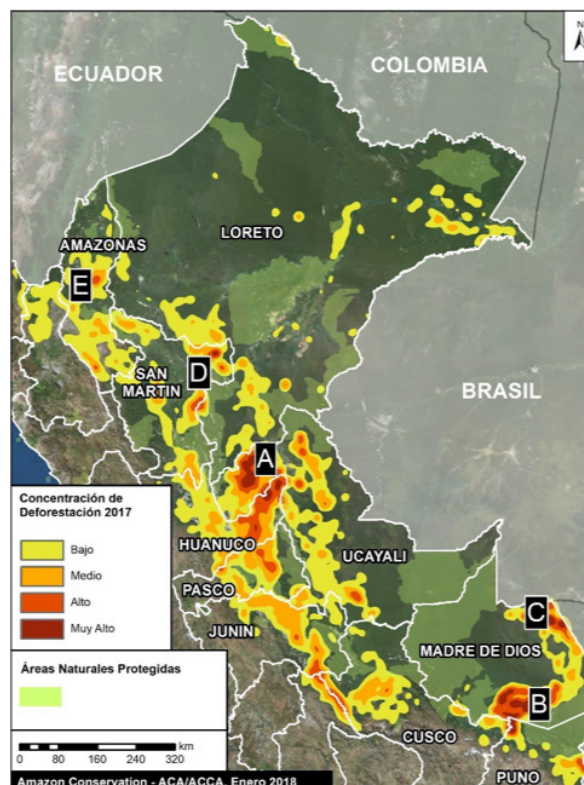 N
ECUADOR
COLOMBIA
LORETO
AMAZONAS
E
SAN
MARTIN
D
BRASIL
A
Concentración de
Deforestación 2017
Bajo
Medio
Alto
Muy Alto
HUANUCO
UCAYALI
PASCO
JUNIN
C
MADRE DE DIOS
B
CUSCO
PUNO
Áreas Naturales Protegidas
km
0 40 80 160 240 320
Amazon Conservation - ACA/ACCA. Enero 2018